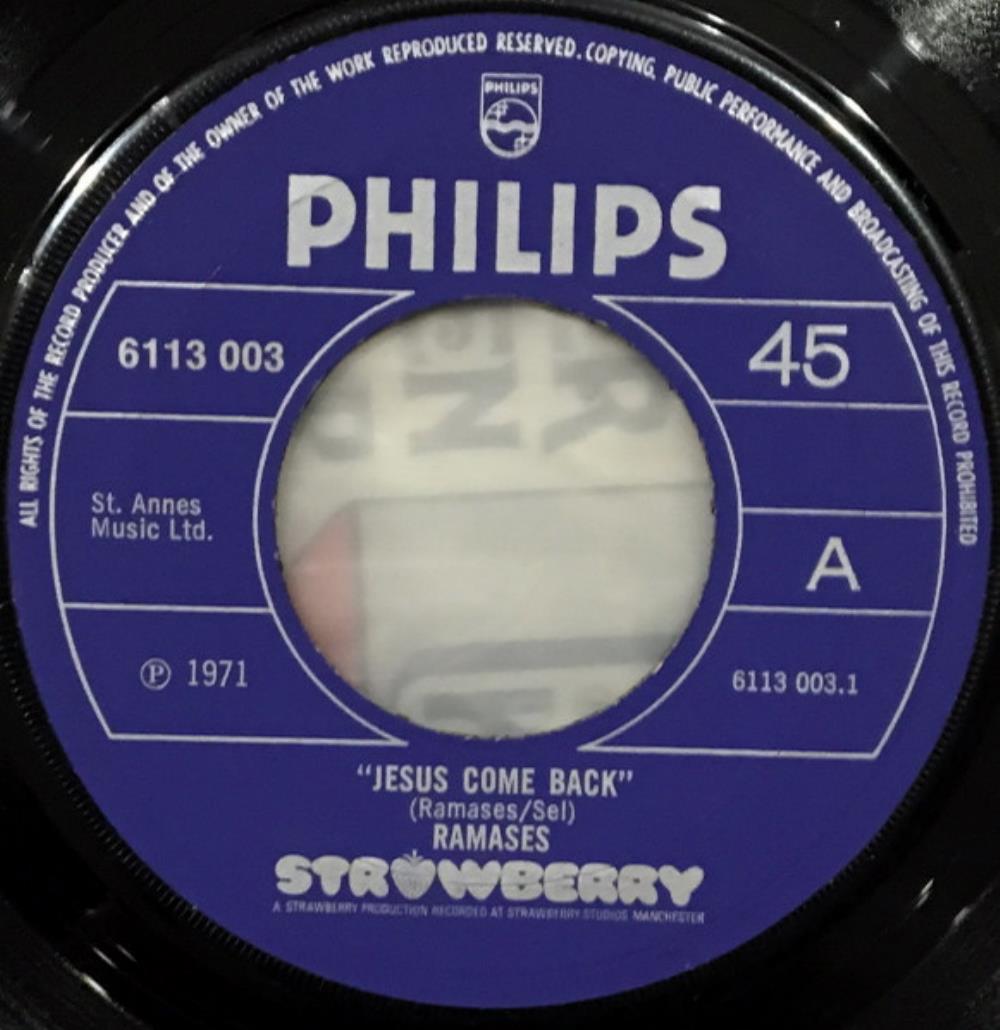 ALL RIGHTS OF THE RECORD PRODUCER AND OF THE OWNER OF THE WORK REPRODUCED RESERVED. COPYING, PUBLIC PERFORMANCE AND BROADCASTING OF THIS RECORD PROHIBITED
PHILIPS
PHILIPS
6113 003
45
St. Annes
Music Ltd.
A
℗ 1971
6113 003.1
"JESUS COME BACK"
(Ramases/Sel)
RAMASES
STRAWBERRY
A STRAWBERRY PRODUCTION RECORDED AT STRAWBERRY STUDIOS MANCHESTER